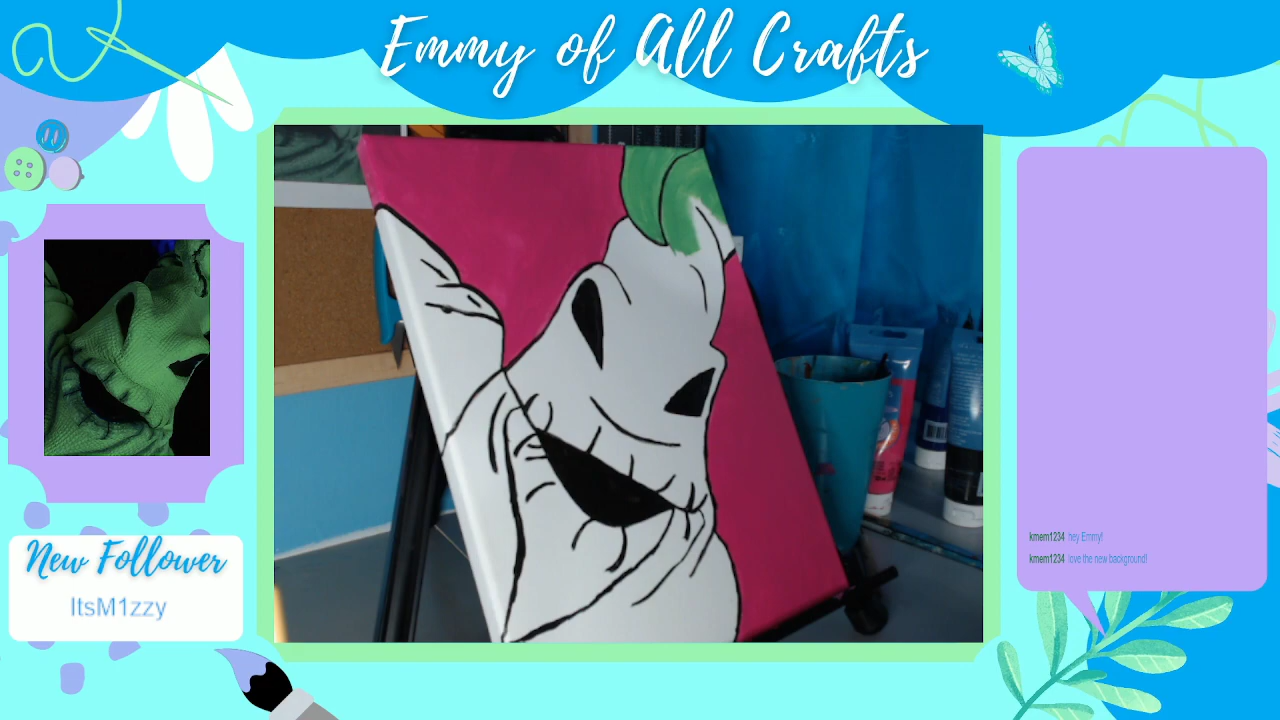 Emmy of All Crafts
New Follower
ItsM1zzy
kmem1234 hey Emmy!
kmem1234 love the new background!